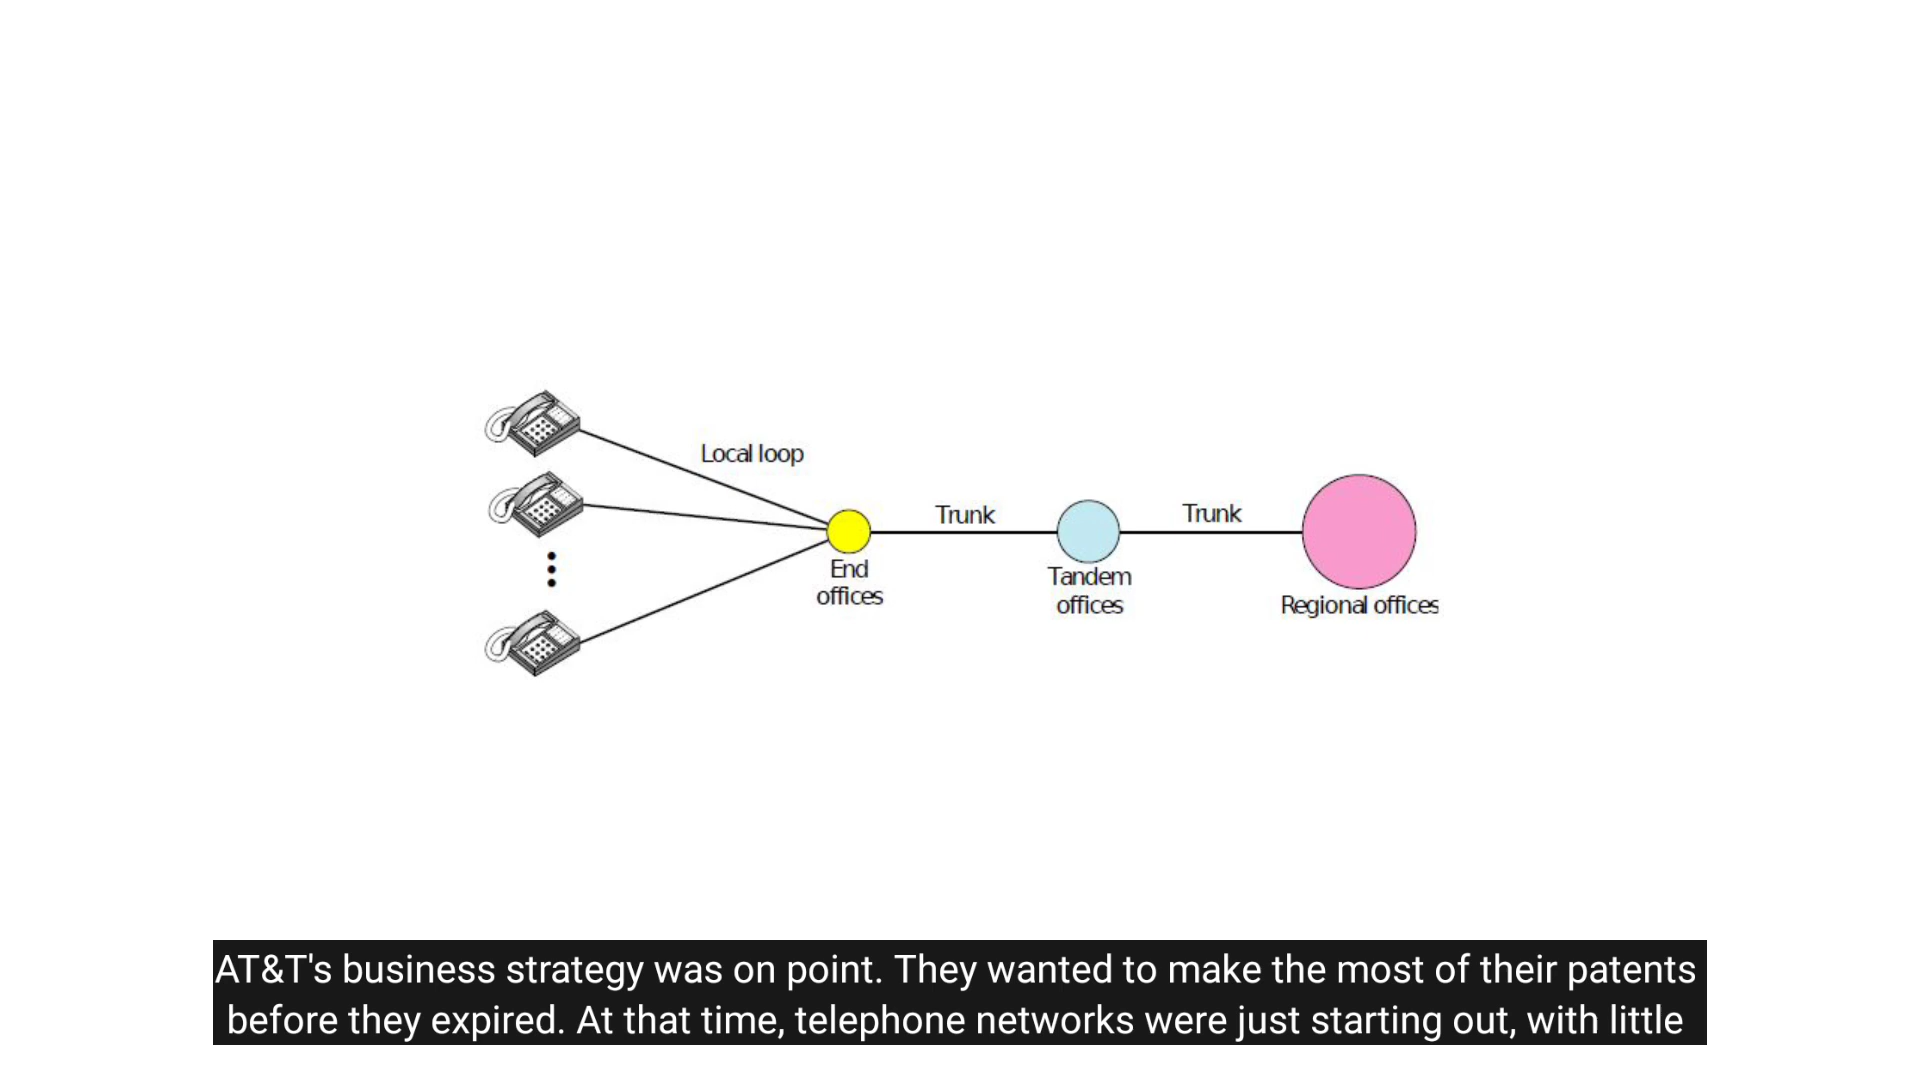 Local loop
Trunk
Trunk
End
offices
Tandem
offices
Regional offices
AT&T's business strategy was on point. They wanted to make the most of their patents
before they expired. At that time, telephone networks were just starting out, with little